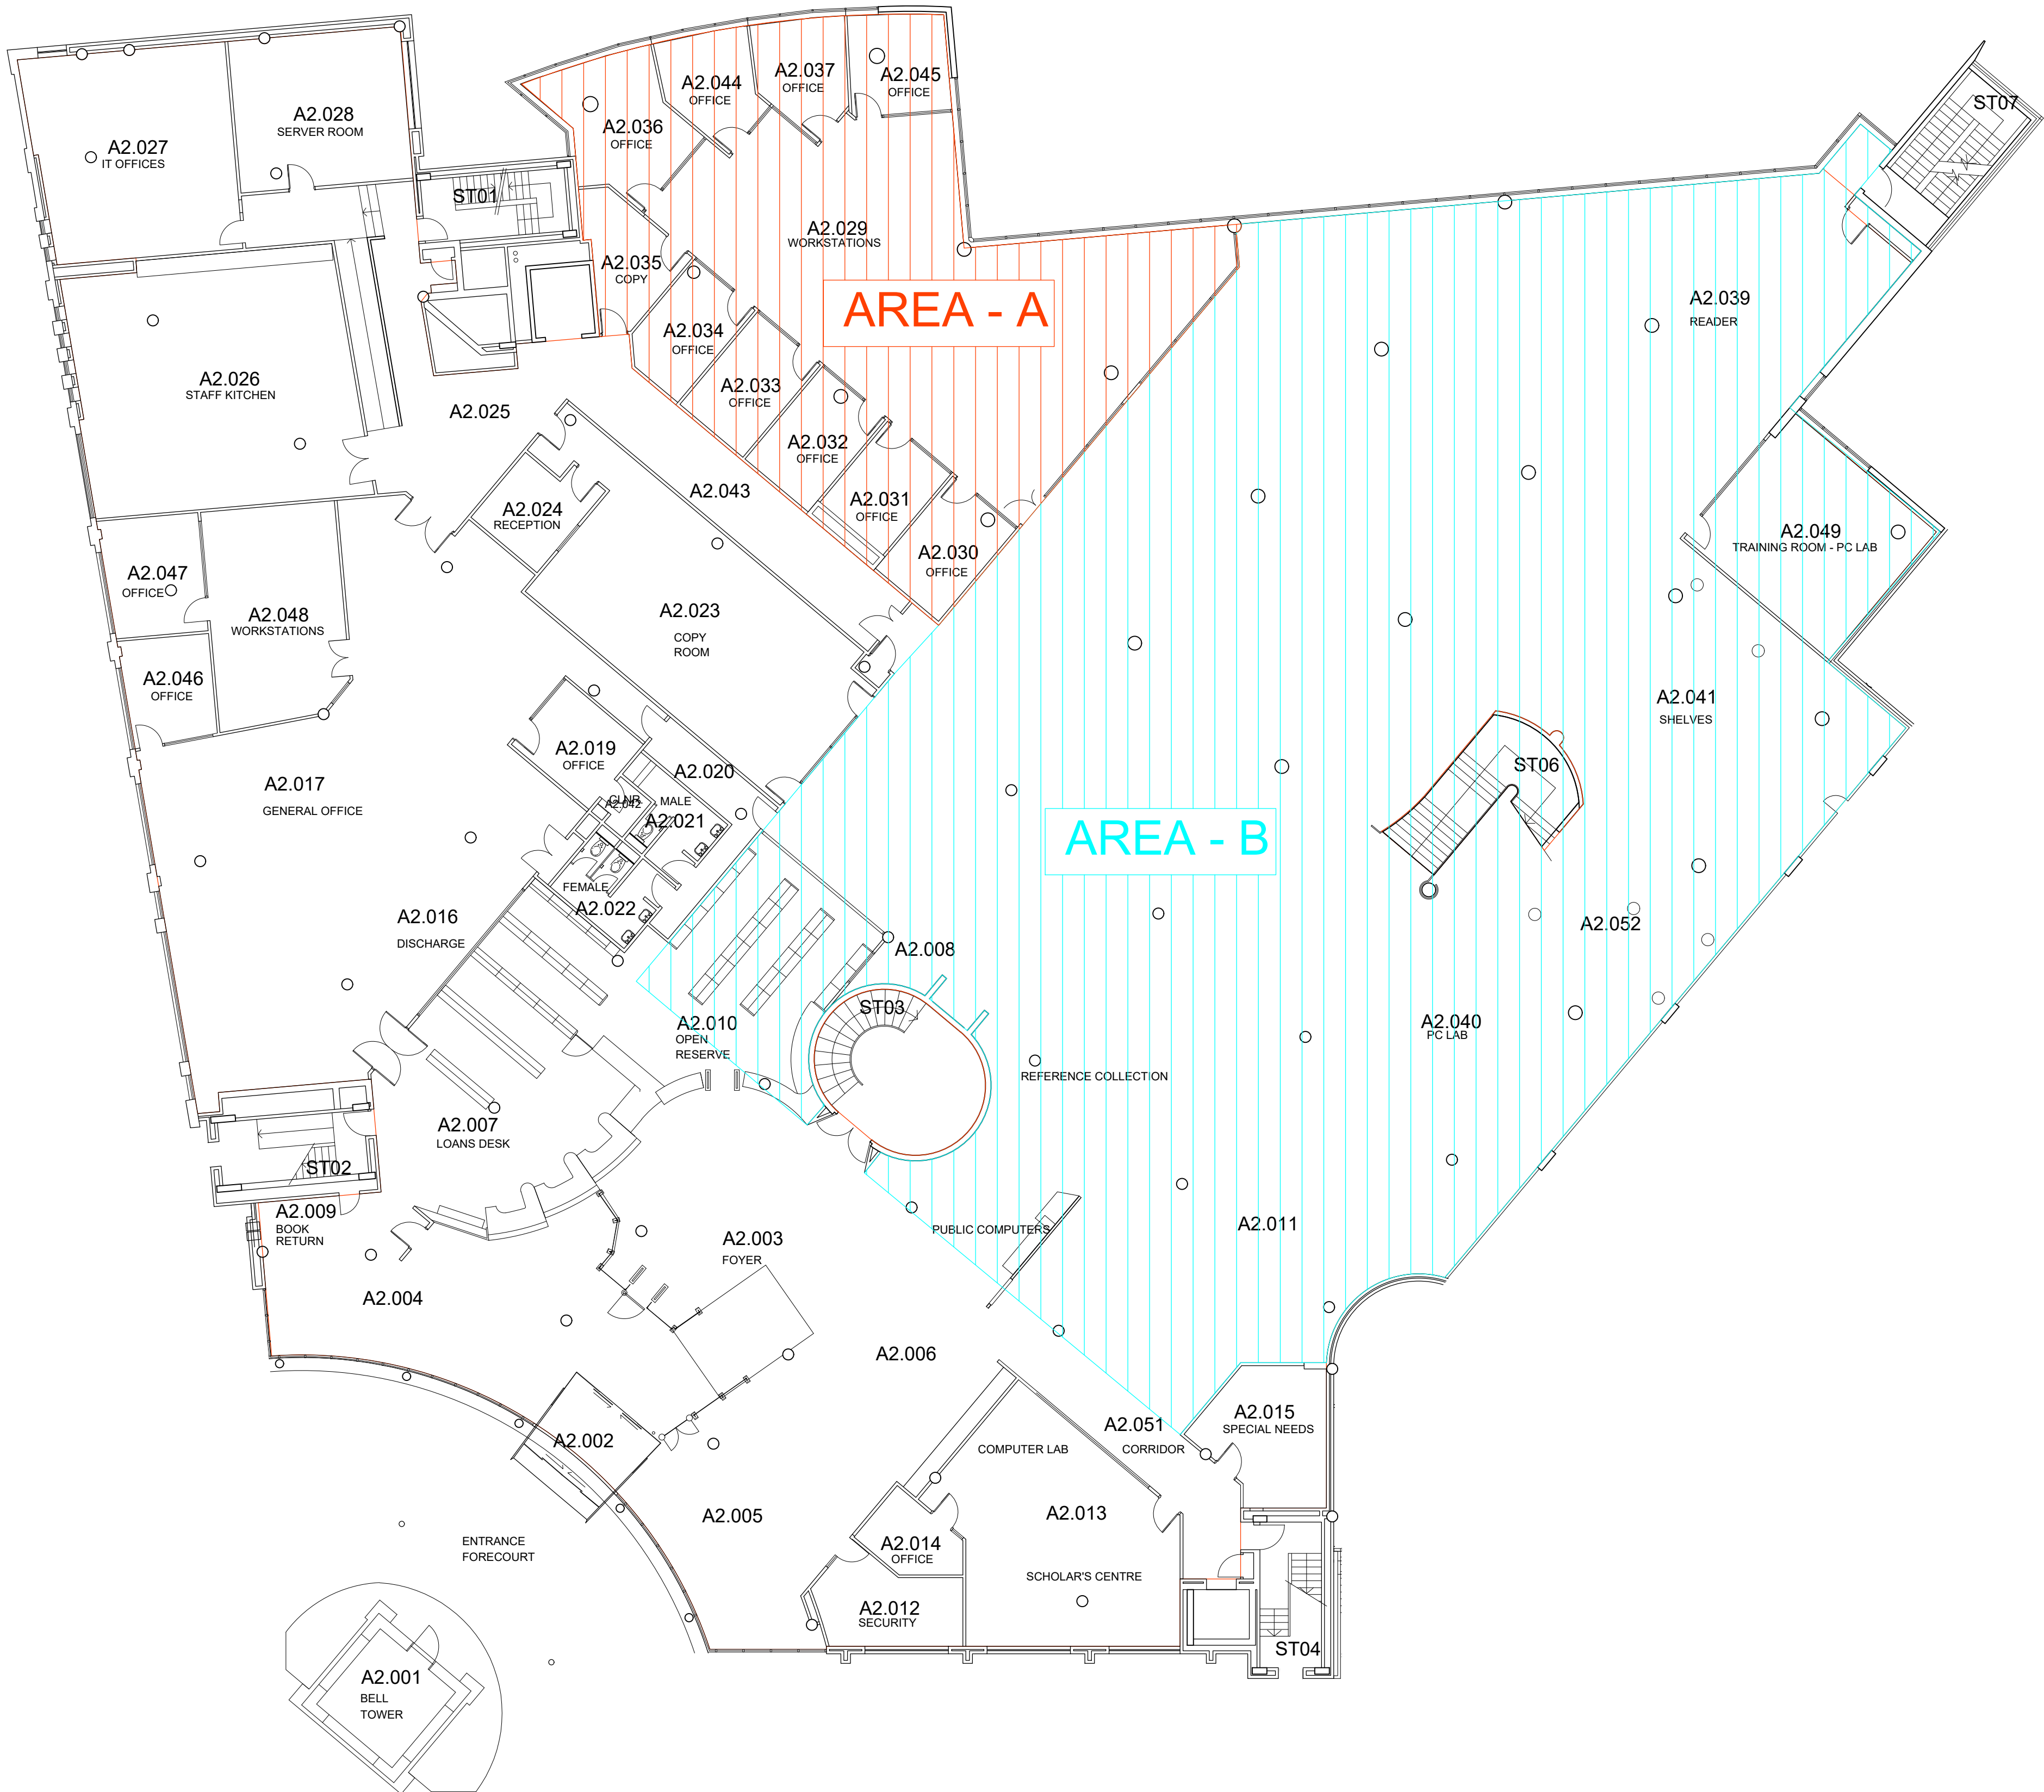 A2.044
OFFICE
A2.037
OFFICE
A2.045
OFFICE
ST07
A2.028
SERVER ROOM
A2.027
IT OFFICES
A2.036
OFFICE
ST01
A2.029
WORKSTATIONS
A2.035
COPY
A2.039
READER
AREA - A
A2.034
OFFICE
A2.026
STAFF KITCHEN
A2.033
OFFICE
A2.025
A2.032
OFFICE
A2.043
A2.031
OFFICE
A2.024
RECEPTION
A2.049
TRAINING ROOM - PC LAB
A2.030
OFFICE
A2.047
OFFICE
A2.048
WORKSTATIONS
A2.023
COPY
ROOM
A2.046
OFFICE
A2.041
SHELVES
A2.019
OFFICE
A2.020
ST06
A2.017
GENERAL OFFICE
CLNR
A2.042
MALE
A2.021
AREA - B
FEMALE
A2.022
A2.016
DISCHARGE
A2.052
A2.008
ST03
A2.010
OPEN
RESERVE
A2.040
PC LAB
REFERENCE COLLECTION
A2.007
LOANS DESK
ST02
A2.009
BOOK
RETURN
A2.003
FOYER
PUBLIC COMPUTERS
A2.011
A2.004
A2.006
A2.002
A2.051
CORRIDOR
A2.015
SPECIAL NEEDS
COMPUTER LAB
A2.005
A2.013
ENTRANCE
FORECOURT
A2.014
OFFICE
SCHOLAR'S CENTRE
A2.012
SECURITY
ST04
A2.001
BELL
TOWER